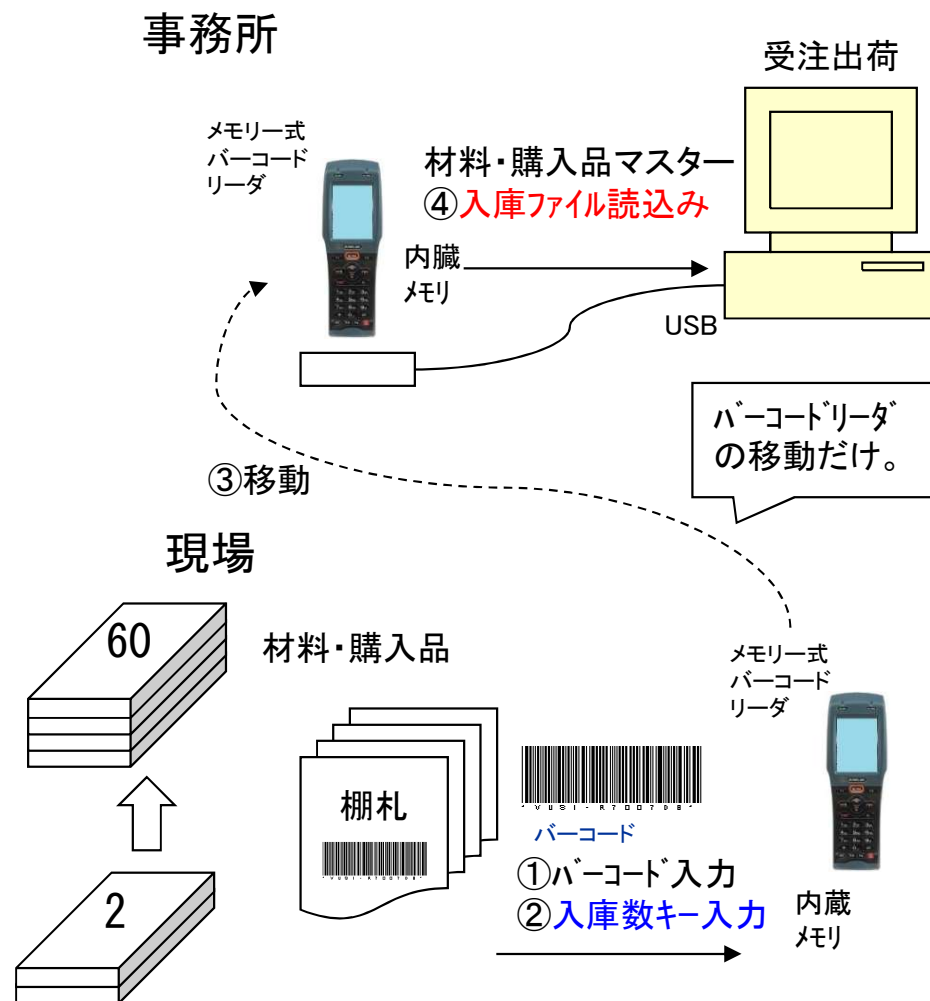 事務所
受注出荷
メモリー式
バーコード
リーダ
材料・購入品マスター
④入庫ﾌｧｲﾙ読込み
内臓
ﾒﾓﾘ
USB
ﾊﾞｰｺｰﾄﾞﾘｰﾀﾞ
の移動だけ。
③移動
現場
60
材料・購入品
メモリー式
バーコード
リーダ
棚札
バーコード
①ﾊﾞｰｺｰﾄﾞ入力
②入庫数キー入力
内蔵
ﾒﾓﾘ
2